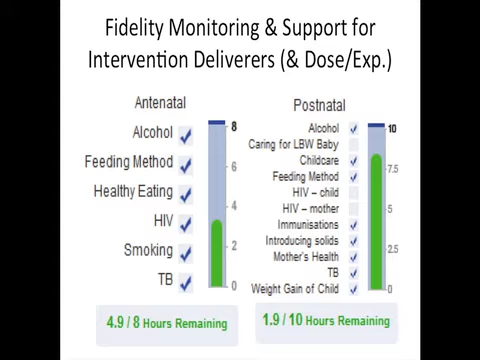 Fidelity Monitoring & Support for
Intervention Deliverers (& Dose/Exp.)
Antenatal
Alcohol
Feeding Method
Healthy Eating
HIV
Smoking
TB
8
6
4
2
0
4.9 / 8 Hours Remaining
Postnatal
Alcohol
Caring for LBW Baby
Childcare
Feeding Method
HIV – child
HIV – mother
Immunisations
Introducing solids
Mother's Health
TB
Weight Gain of Child
10
7.5
5
2.5
0
1.9 / 10 Hours Remaining